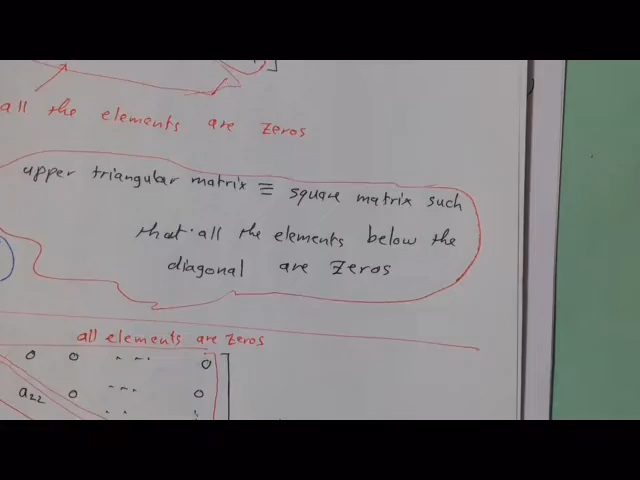 all the elements are zeros
upper triangular matrix ≡ square matrix such
that all the elements below the
diagonal are zeros
all elements are zeros
0 0 --- 0
a22 0 --- 0